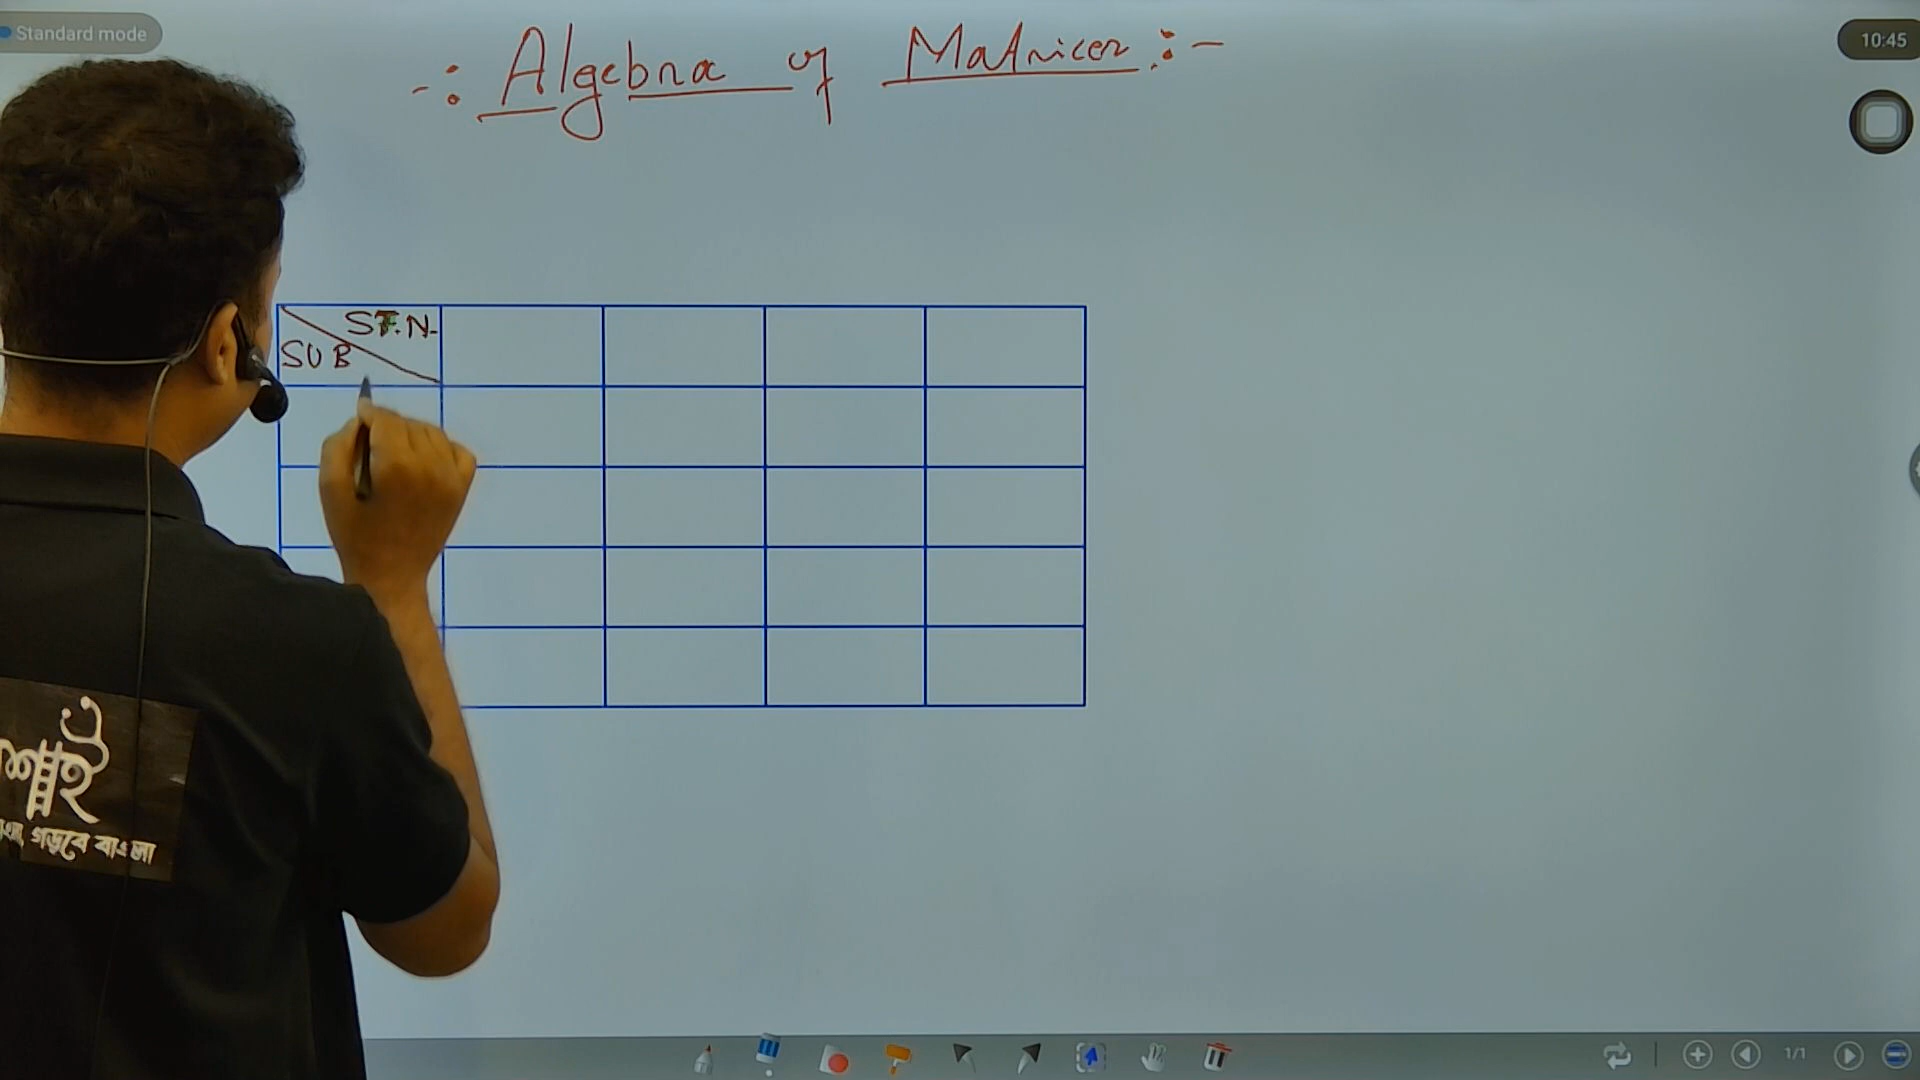 Standard mode
-: Algebra of Matrices :-
10:45
ST.N.
SUB
গড়বে বাংলা
1/1